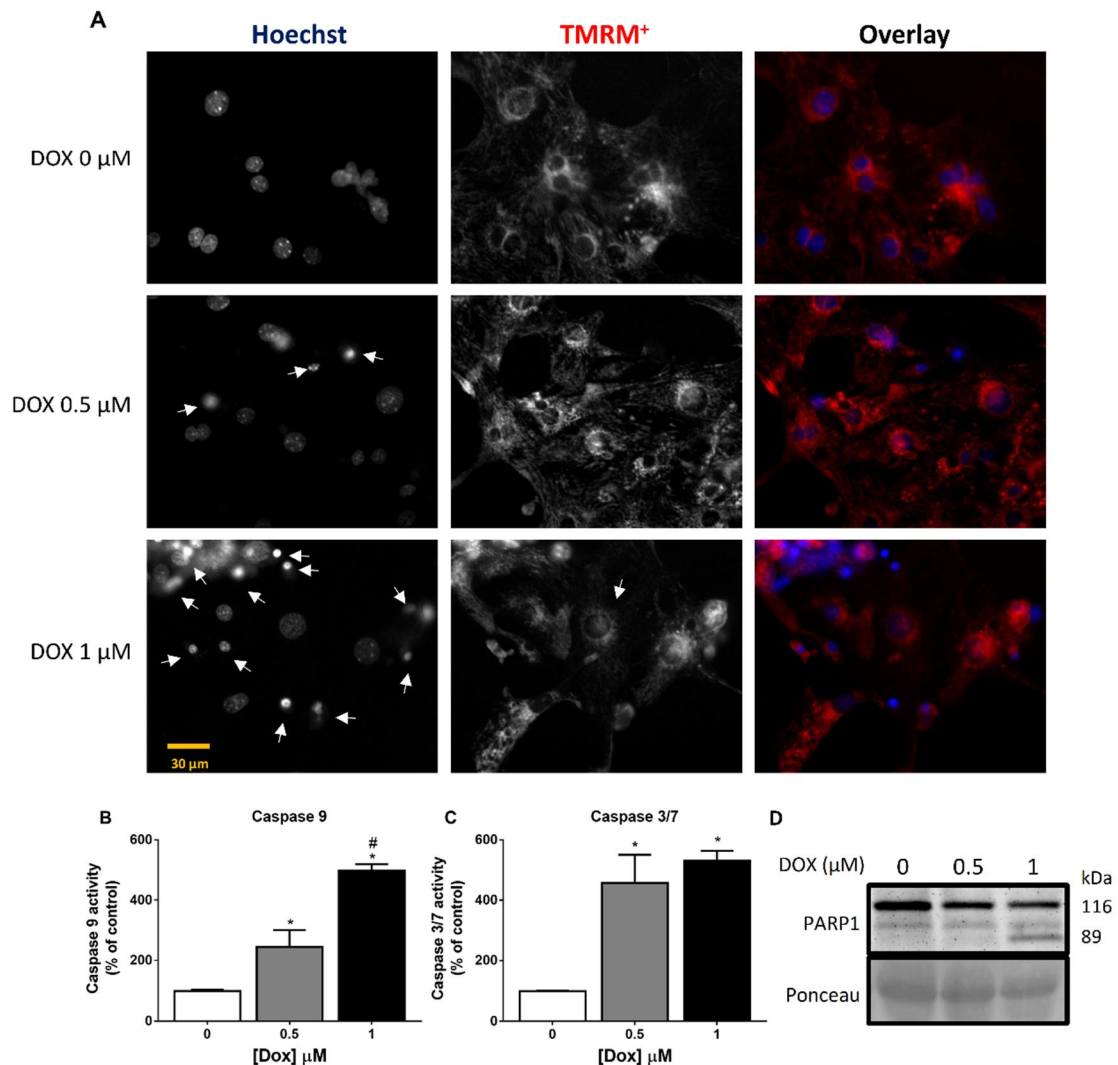 A
Hoechst TMRM+ Overlay
DOX 0 µM
DOX 0.5 µM
DOX 1 µM
30 µm
B
Caspase 9
Caspase 9 activity
(% of control)
600
400
200
0
#
*
*
0 0.5 1
[Dox] µM
C
Caspase 3/7
Caspase 3/7 activity
(% of control)
600
400
200
0
* *
0 0.5 1
[Dox] µM
D
DOX (µM) 0 0.5 1 kDa
PARP1
116
89
Ponceau